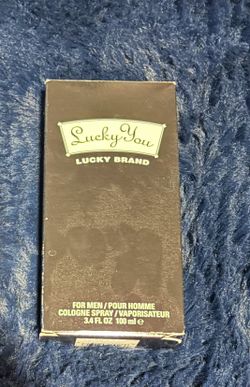 Lucky You
LUCKY BRAND
FOR MEN / POUR HOMME
COLOGNE SPRAY / VAPORISATEUR
3.4 FL OZ 100 ml ℮